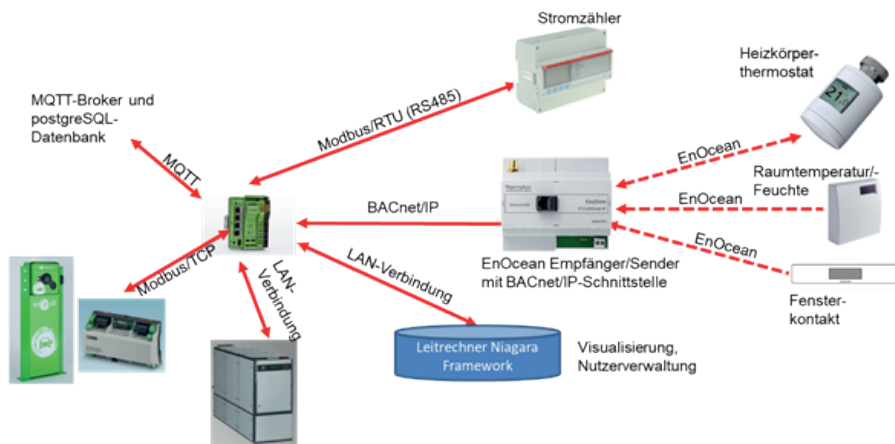 Stromzähler
Heizkörper-
thermostat
MQTT-Broker und
postgreSQL-
Datenbank
Modbus/RTU (RS485)
MQTT
EnOcean
Raumtemperatur/-
Feuchte
BACnet/IP
EnOcean
EnOcean
Modbus/TCP
LAN-
Verbindung
LAN-Verbindung
EnOcean Empfänger/Sender
mit BACnet/IP-Schnittstelle
Fenster-
kontakt
Leitrechner Niagara
Framework
Visualisierung,
Nutzerverwaltung